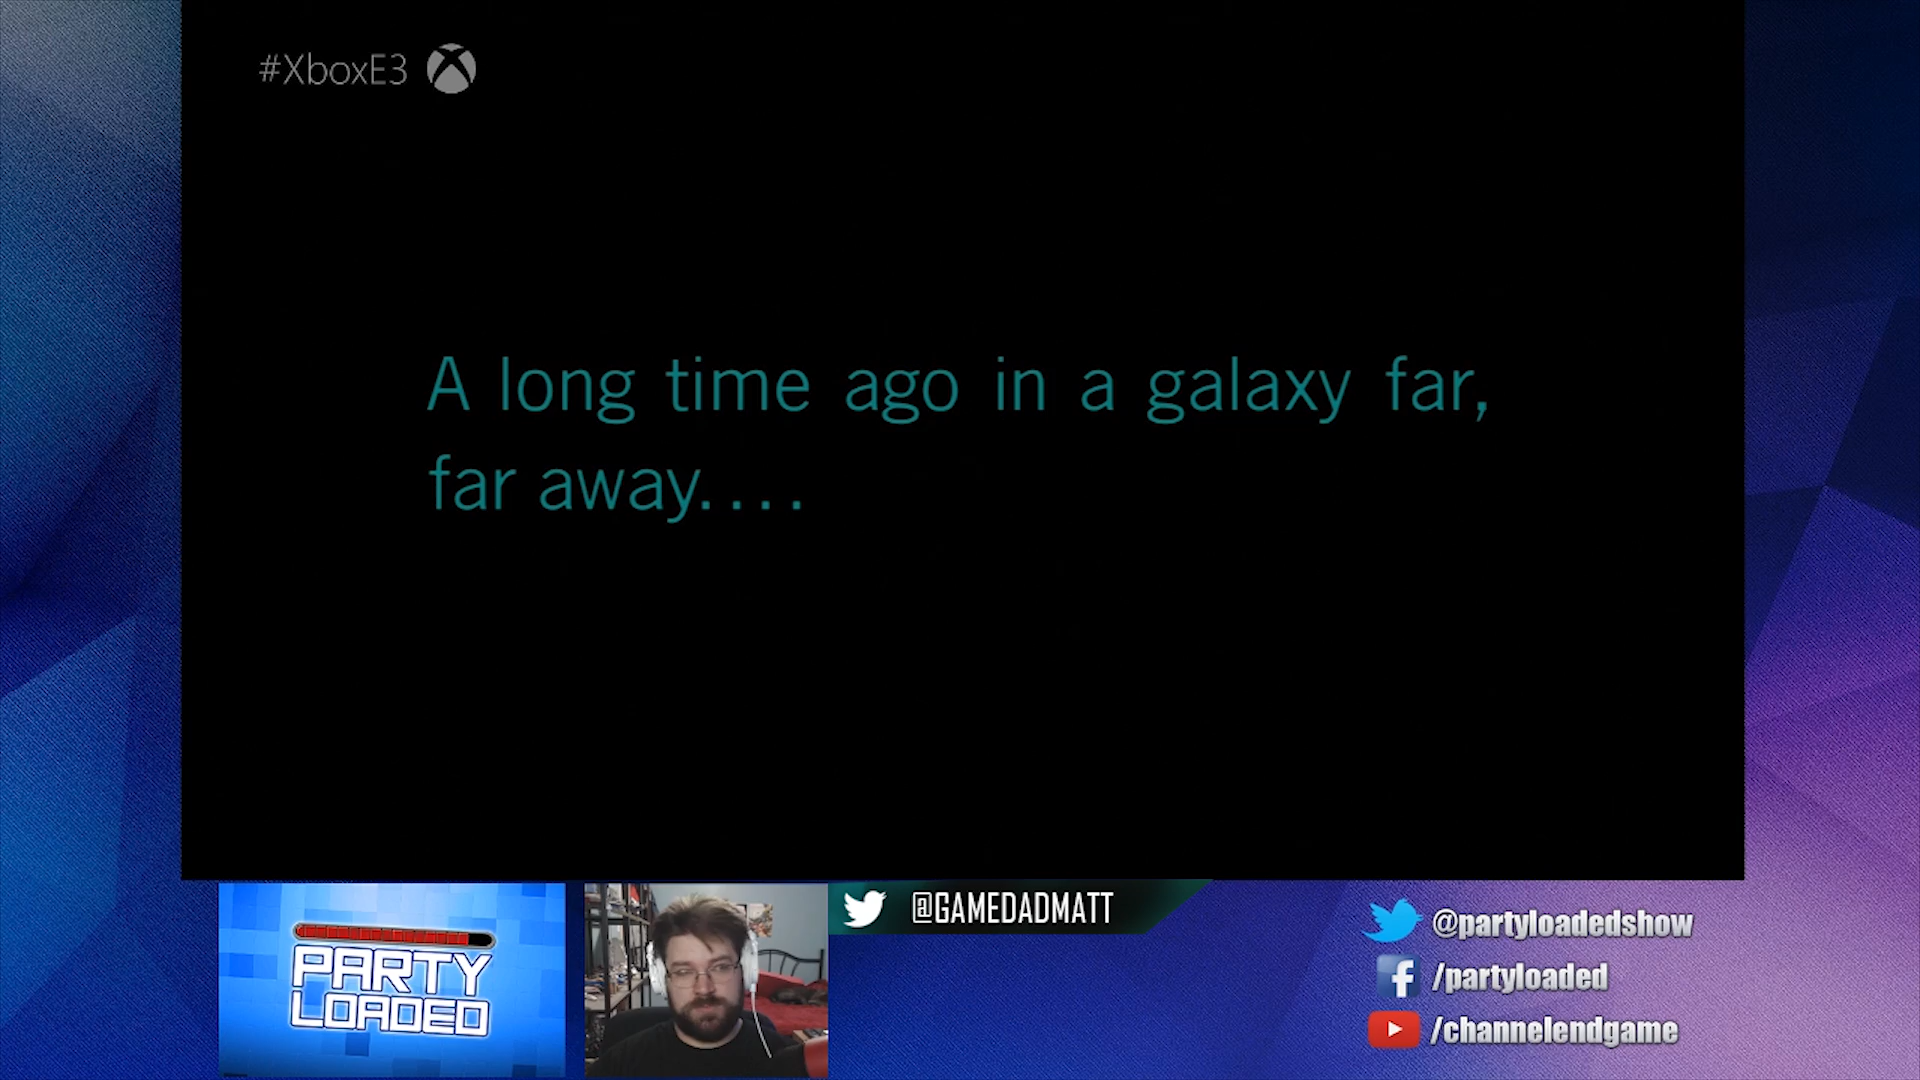 #XboxE3
A long time ago in a galaxy far,
far away....
PARTY
LOADED
@GAMEDADMATT
@partyloadedshow
/partyloaded
/channelendgame